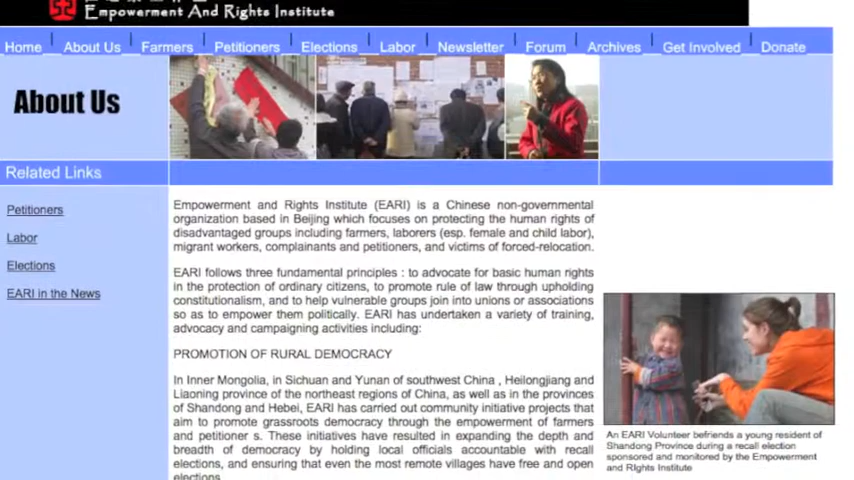 Empowerment And Rights Institute
Home About Us Farmers Petitioners Elections Labor Newsletter Forum Archives Get Involved Donate
About Us
Related Links
Petitioners
Labor
Elections
EARI in the News
Empowerment and Rights Institute (EARI) is a Chinese non-governmental
organization based in Beijing which focuses on protecting the human rights of
disadvantaged groups including farmers, laborers (esp. female and child labor),
migrant workers, complainants and petitioners, and victims of forced-relocation.
EARI follows three fundamental principles : to advocate for basic human rights
in the protection of ordinary citizens, to promote rule of law through upholding
constitutionalism, and to help vulnerable groups join into unions or associations
so as to empower them politically. EARI has undertaken a variety of training,
advocacy and campaigning activities including:
PROMOTION OF RURAL DEMOCRACY
In Inner Mongolia, in Sichuan and Yunan of southwest China , Heilongjiang and
Liaoning province of the northeast regions of China, as well as in the provinces
of Shandong and Hebei, EARI has carried out community initiative projects that
aim to promote grassroots democracy through the empowerment of farmers
and petitioner s. These initiatives have resulted in expanding the depth and
breadth of democracy by holding local officials accountable with recall
elections, and ensuring that even the most remote villages have free and open
elections
An EARI Volunteer befriends a young resident of
Shandong Province during a recall election
sponsored and monitored by the Empowerment
and RIghts Institute